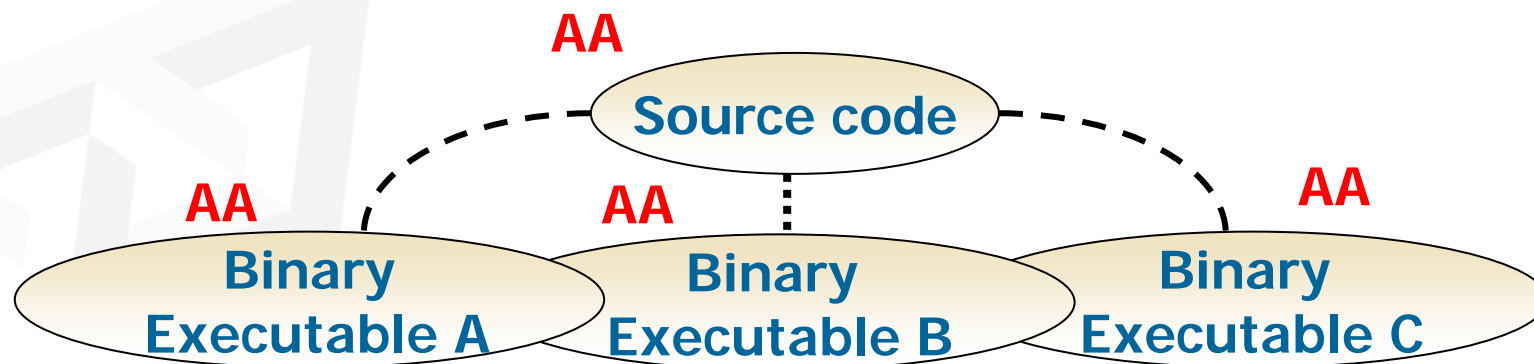 AA
Source code
AA
AA
AA
Binary
Executable A
Binary
Executable B
Binary
Executable C